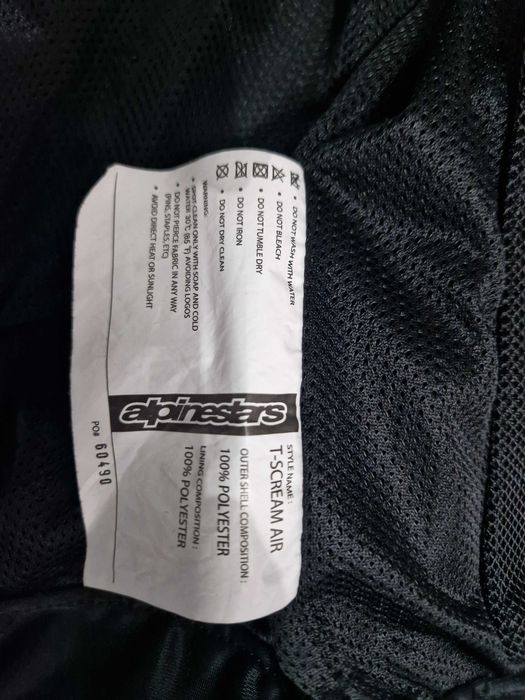 • DO NOT WASH WITH WATER
• DO NOT BLEACH
• DO NOT TUMBLE DRY
• DO NOT IRON
• DO NOT DRY CLEAN
WARNING:
• SPOT CLEAN ONLY, WITH SOAP AND COLD
WATER 30°C (85 °F) AVOIDING LOGOS
• DO NOT PIERCE FABRIC IN ANY WAY
(PINS, STAPLES, ETC)
• AVOID DIRECT HEAT OR SUNLIGHT
alpinestars
STYLE NAME :
T-SCREAM AIR
OUTER SHELL COMPOSITION :
100% POLYESTER
LINING COMPOSITION :
100% POLYESTER
PO# 60490